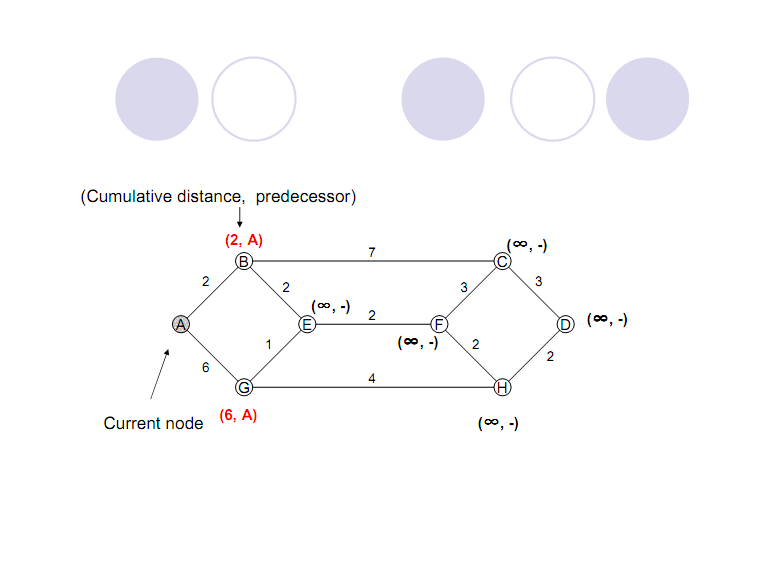 (Cumulative distance, predecessor)
(2, A)
(∞, -)
B
7
C
2
2
3
(∞, -)
3
A
E
2
F
D
(∞, -)
1
(∞, -)
2
2
6
4
G
H
Current node
(6, A)
(∞, -)